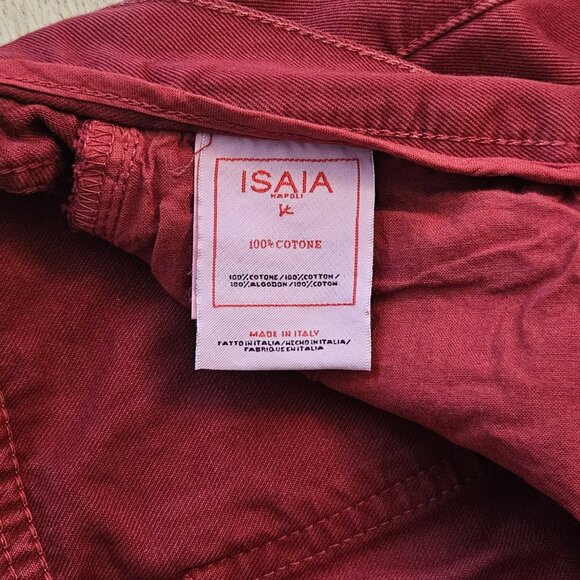 ISAIA
NAPOLI
100% COTONE
100%COTONE/100%COTTON/
100%ALGODON/100%COTON
MADE IN ITALY
FATTO IN ITALIA/HECHO EN ITALIA/
FABRIQUE EN ITALIA